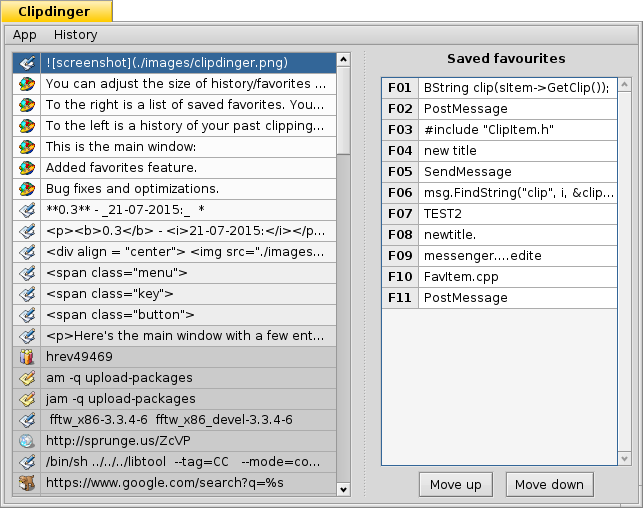 Clipdinger
App History
![screenshot](./images/clipdinger.png)
You can adjust the size of history/favorites ...
To the right is a list of saved favorites. You...
To the left is a history of your past clipping...
This is the main window:
Added favorites feature.
Bug fixes and optimizations.
**0.3** - _21-07-2015:_  *
<p><b>0.3</b> - <i>21-07-2015:</i></p...
<div align = "center"> <img src="./images...
<span class="menu">
<span class="key">
<span class="button">
<p>Here's the main window with a few ent...
hrev49469
am -q upload-packages
jam -q upload-packages
fftw_x86-3.3.4-6  fftw_x86_devel-3.3.4-6
http://sprunge.us/ZcVP
/bin/sh ../../../libtool  --tag=CC   --mode=co...
https://www.google.com/search?q=%s
Saved favourites
F01 BString clip(sItem->GetClip());
F02 PostMessage
F03 #include "ClipItem.h"
F04 new title
F05 SendMessage
F06 msg.FindString("clip", i, &clip...
F07 TEST2
F08 newtitle.
F09 messenger....edite
F10 FavItem.cpp
F11 PostMessage
Move up Move down